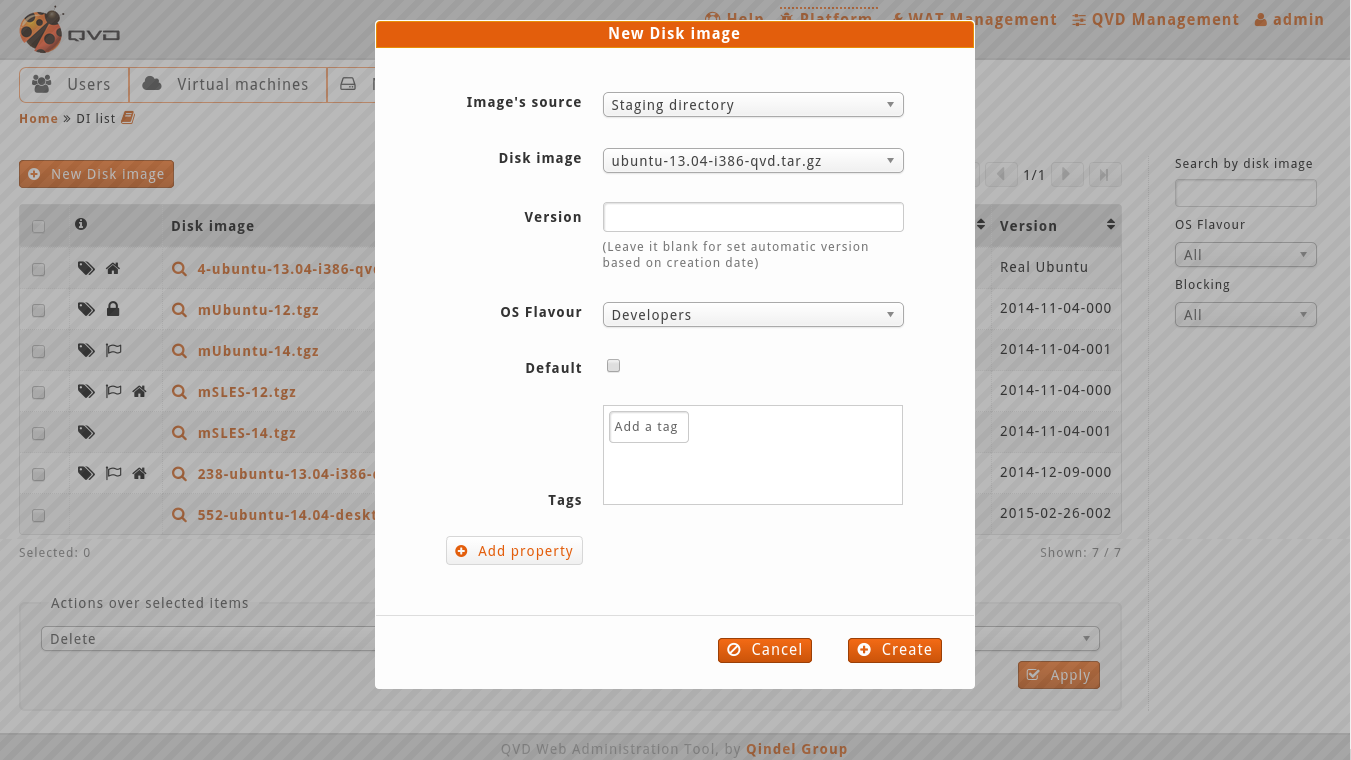 New Disk image
QVD
Help
Platform
WAT Management
QVD Management
admin
Users
Virtual machines
Home » DI list
New Disk image
1/1
Image's source
Staging directory
Disk image
ubuntu-13.04-i386-qvd.tar.gz
Version
(Leave it blank for set automatic version
based on creation date)
OS Flavour
Developers
Default
Tags
Add a tag
Add property
Cancel
Create
Disk image
Version
4-ubuntu-13.04-i386-qv
Real Ubuntu
mUbuntu-12.tgz
2014-11-04-000
mUbuntu-14.tgz
2014-11-04-001
mSLES-12.tgz
2014-11-04-000
mSLES-14.tgz
2014-11-04-001
238-ubuntu-13.04-i386-
2014-12-09-000
552-ubuntu-14.04-deskt
2015-02-26-002
Selected: 0
Shown: 7 / 7
Search by disk image
OS Flavour
All
Blocking
All
Actions over selected items
Delete
Apply
QVD Web Administration Tool, by Qindel Group